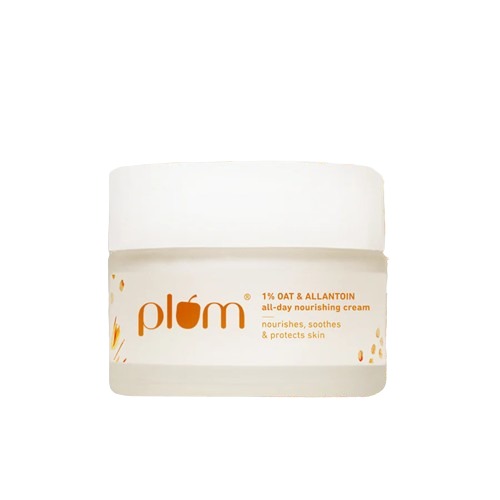 plum®
1% OAT & ALLANTOIN
all-day nourishing cream
nourishes, soothes
& protects skin